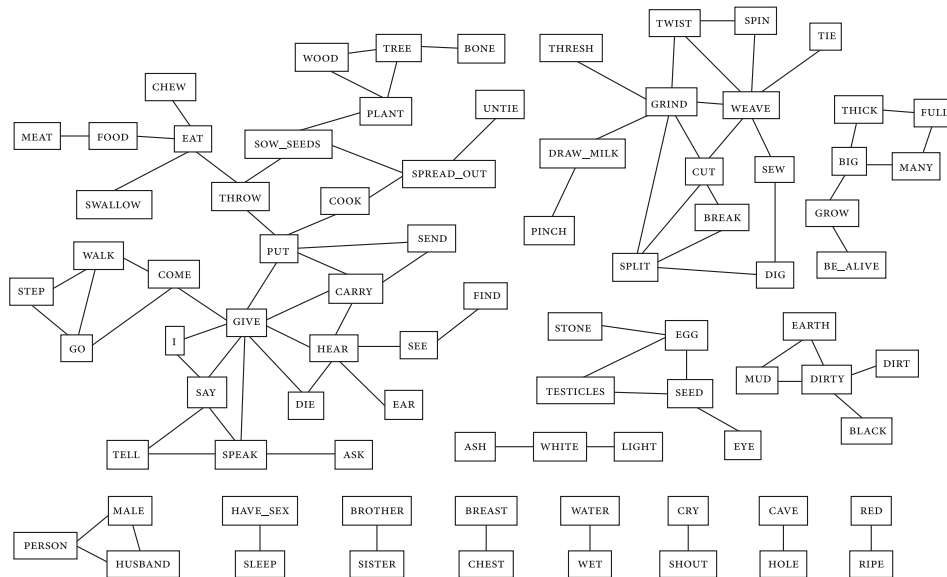 TWIST
SPIN
TIE
THRESH
WOOD
TREE
BONE
CHEW
GRIND
WEAVE
THICK
FULL
UNTIE
PLANT
MEAT
FOOD
EAT
SOW_SEEDS
DRAW_MILK
BIG
MANY
CUT
SEW
SPREAD_OUT
SWALLOW
THROW
COOK
BREAK
GROW
PINCH
PUT
SEND
WALK
COME
SPLIT
DIG
BE_ALIVE
STEP
CARRY
FIND
GIVE
STONE
EGG
EARTH
I
GO
HEAR
SEE
MUD
DIRTY
DIRT
SAY
DIE
EAR
TESTICLES
SEED
BLACK
TELL
SPEAK
ASK
ASH
WHITE
LIGHT
EYE
MALE
HAVE_SEX
BROTHER
BREAST
WATER
CRY
CAVE
RED
PERSON
HUSBAND
SLEEP
SISTER
CHEST
WET
SHOUT
HOLE
RIPE